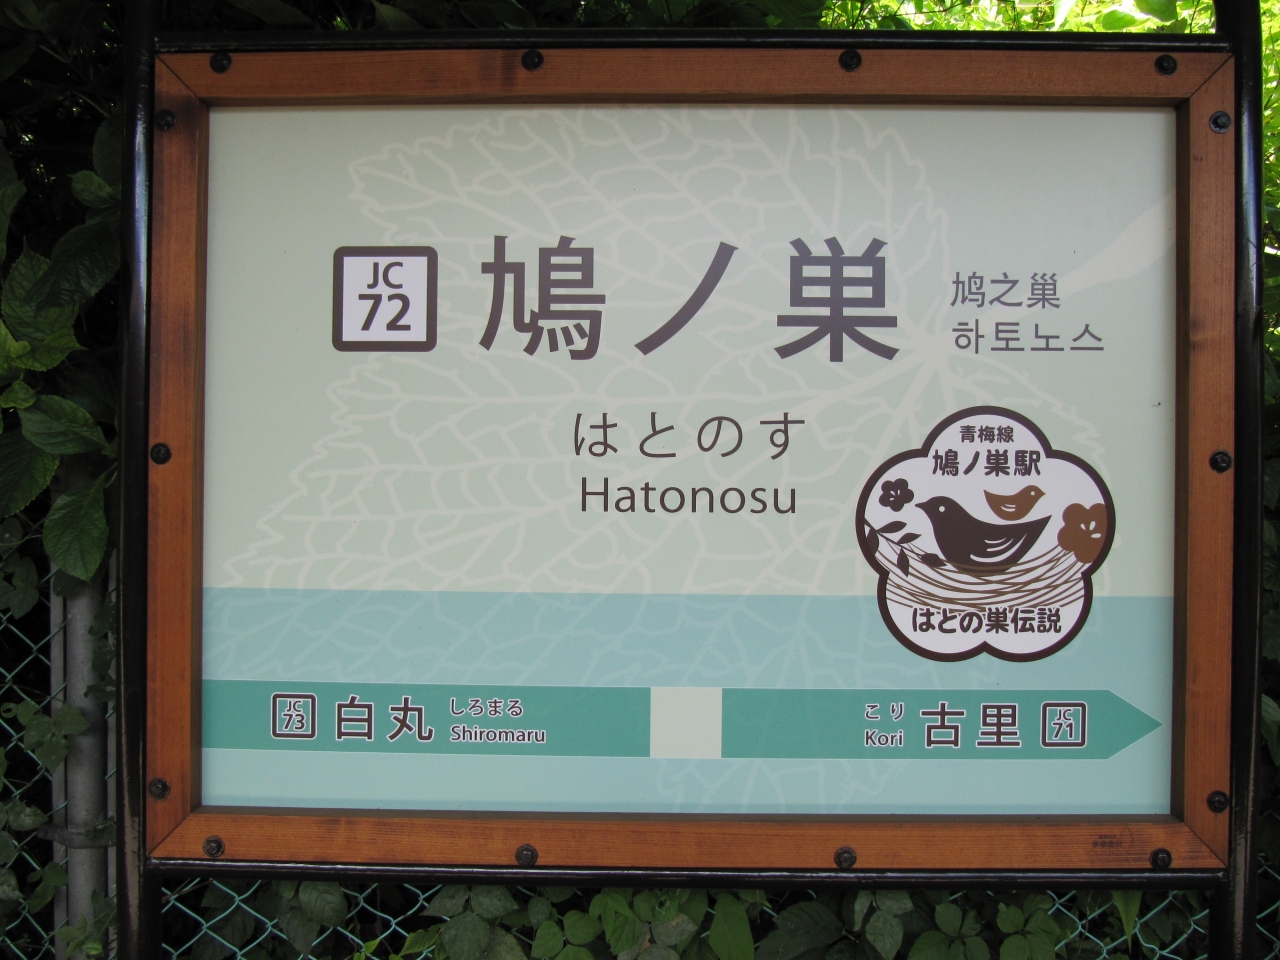 JC
72
鳩ノ巣
鳩之巢
하토노스
はとのす
Hatonosu
青梅線
鳩ノ巣駅
はとの巣伝説
JC
73
白丸
しろまる
Shiromaru
こり
Kori
古里
JC
71